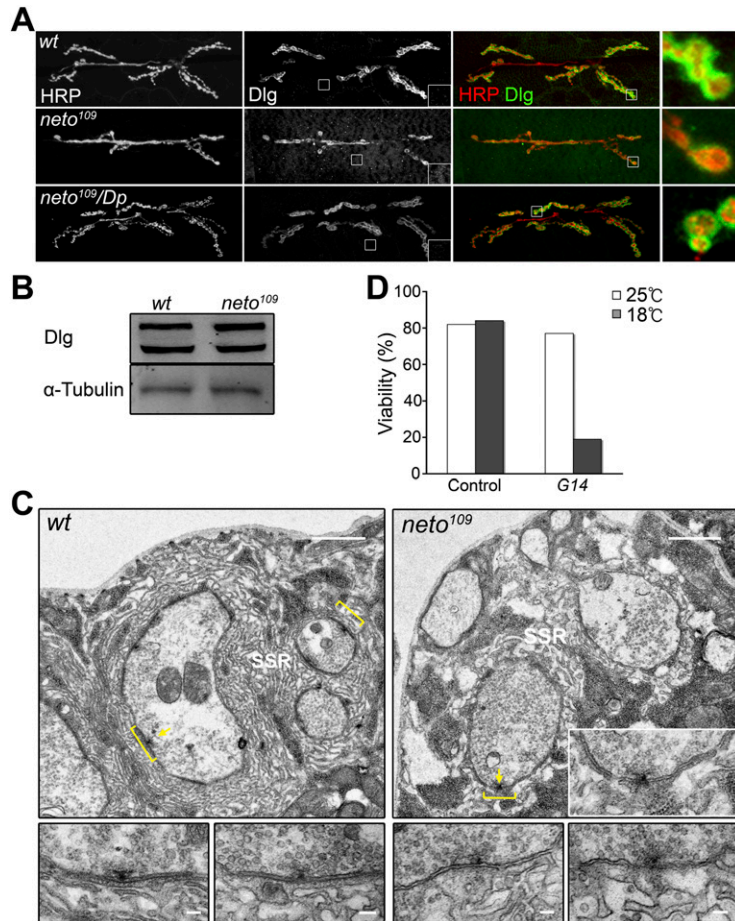 A
wt
HRP
Dlg
HRP Dlg
neto¹⁰⁹
neto¹⁰⁹/Dp
B
wt neto¹⁰⁹
Dlg
α-Tubulin
D
25℃
18℃
Viability (%)
100
80
60
40
20
0
Control G14
C
wt
SSR
neto¹⁰⁹
SSR